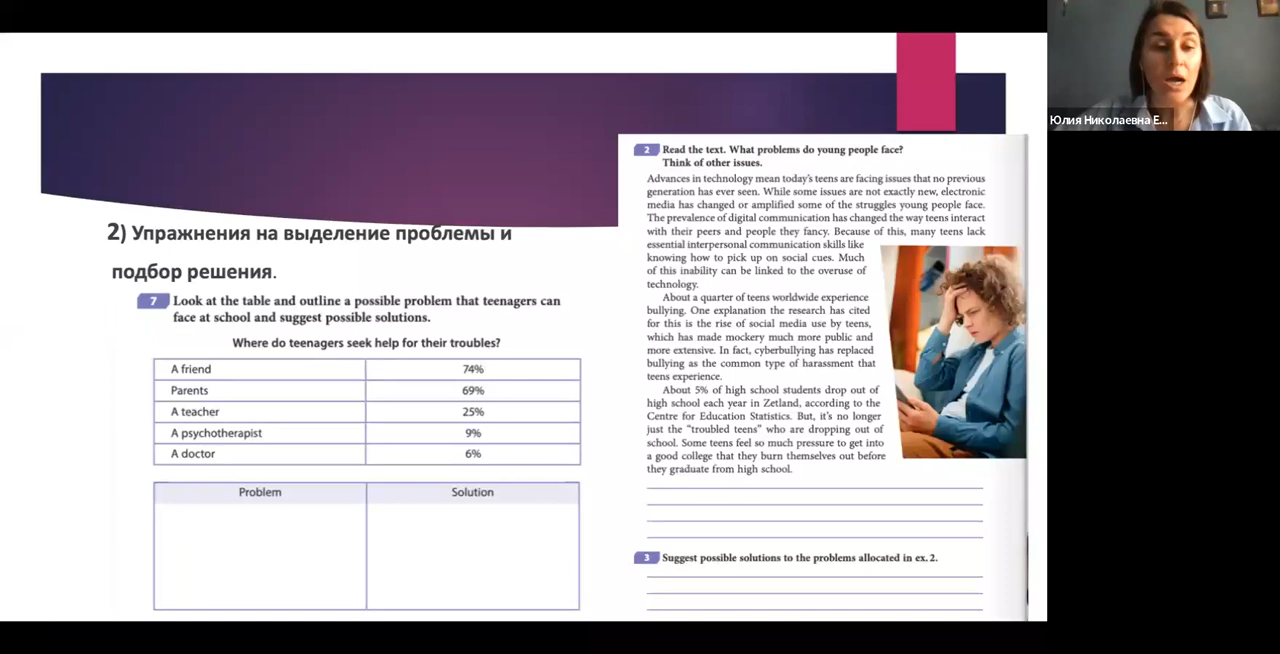 2) Упражнения на выделение проблемы и
подбор решения.
7 Look at the table and outline a possible problem that teenagers can
face at school and suggest possible solutions.
Where do teenagers seek help for their troubles?
A friend 74%
Parents 69%
A teacher 25%
A psychotherapist 9%
A doctor 6%
Problem Solution
2 Read the text. What problems do young people face?
Think of other issues.
Advances in technology mean today's teens are facing issues that no previous
generation has ever seen. While some issues are not exactly new, electronic
media has changed or amplified some of the struggles young people face.
The prevalence of digital communication has changed the way teens interact
with their peers and people they fancy. Because of this, many teens lack
essential interpersonal communication skills like
knowing how to pick up on social cues. Much
of this inability can be linked to the overuse of
technology.
About a quarter of teens worldwide experience
bullying. One explanation the research has cited
for this is the rise of social media use by teens,
which has made mockery much more public and
more extensive. In fact, cyberbullying has replaced
bullying as the common type of harassment that
teens experience.
About 5% of high school students drop out of
high school each year in Zetland, according to the
Centre for Education Statistics. But, it's no longer
just the "troubled teens" who are dropping out of
school. Some teens feel so much pressure to get into
a good college that they burn themselves out before
they graduate from high school.
3 Suggest possible solutions to the problems allocated in ex. 2.
Юлия Николаевна Е...